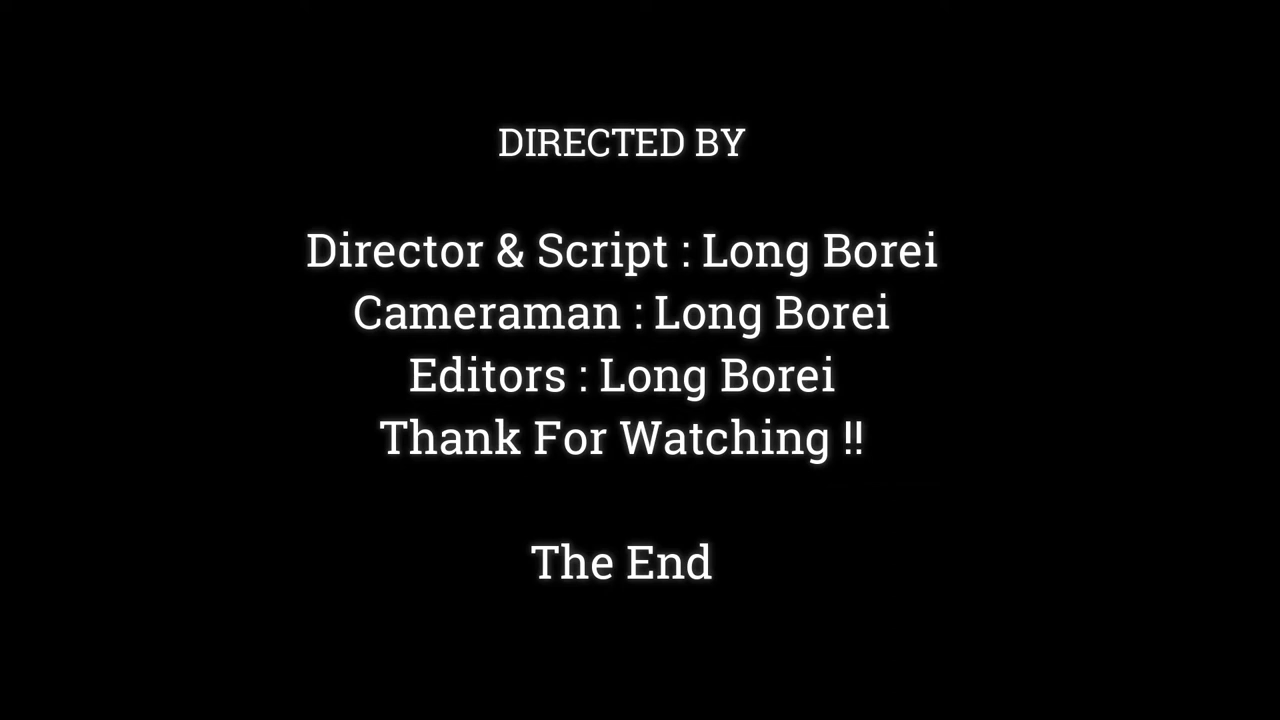 DIRECTED BY
Director & Script : Long Borei
Cameraman : Long Borei
Editors : Long Borei
Thank For Watching !!
The End